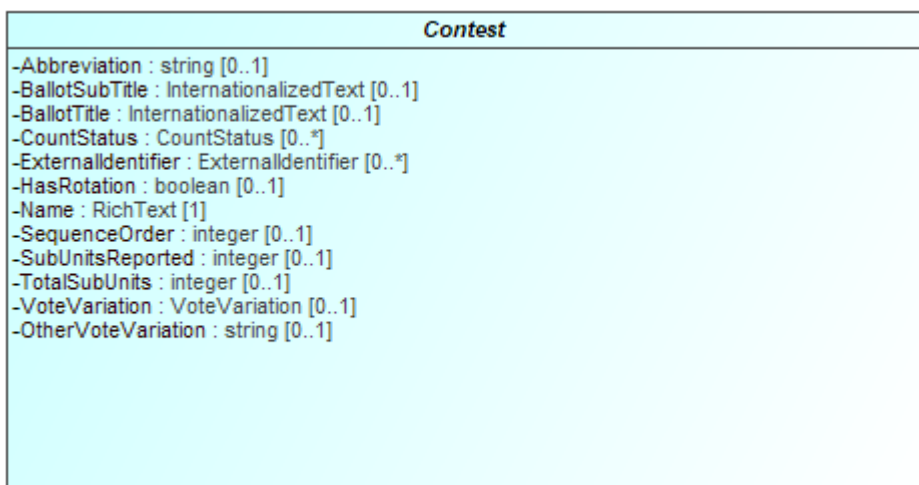 Contest
-Abbreviation : string [0..1]
-BallotSubTitle : InternationalizedText [0..1]
-BallotTitle : InternationalizedText [0..1]
-CountStatus : CountStatus [0..*]
-ExternalIdentifier : ExternalIdentifier [0..*]
-HasRotation : boolean [0..1]
-Name : RichText [1]
-SequenceOrder : integer [0..1]
-SubUnitsReported : integer [0..1]
-TotalSubUnits : integer [0..1]
-VoteVariation : VoteVariation [0..1]
-OtherVoteVariation : string [0..1]